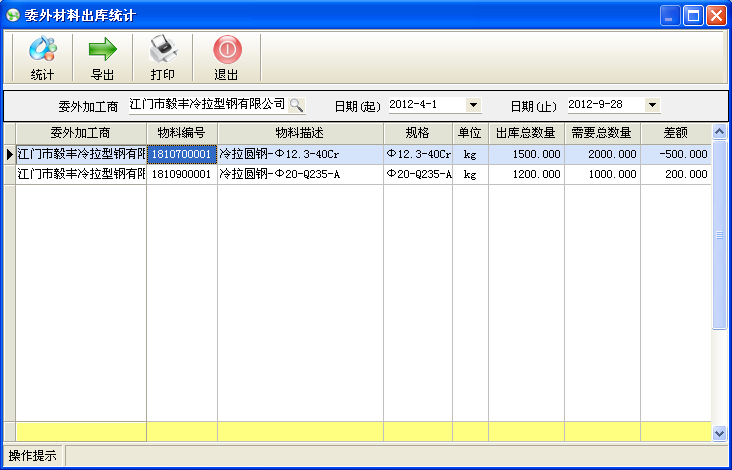 委外材料出库统计
统计 导出 打印 退出
委外加工商 江门市毅丰冷拉型钢有限公司 日期(起) 2012-4-1 日期(止) 2012-9-28
委外加工商 物料编号 物料描述 规格 单位 出库总数量 需要总数量 差额
江门市毅丰冷拉型钢有限 1810700001 冷拉圆钢-Φ12.3-40Cr Φ12.3-40Cr kg 1500.000 2000.000 -500.000
江门市毅丰冷拉型钢有限 1810900001 冷拉圆钢-Φ20-Q235-A Φ20-Q235-A kg 1200.000 1000.000 200.000
操作提示